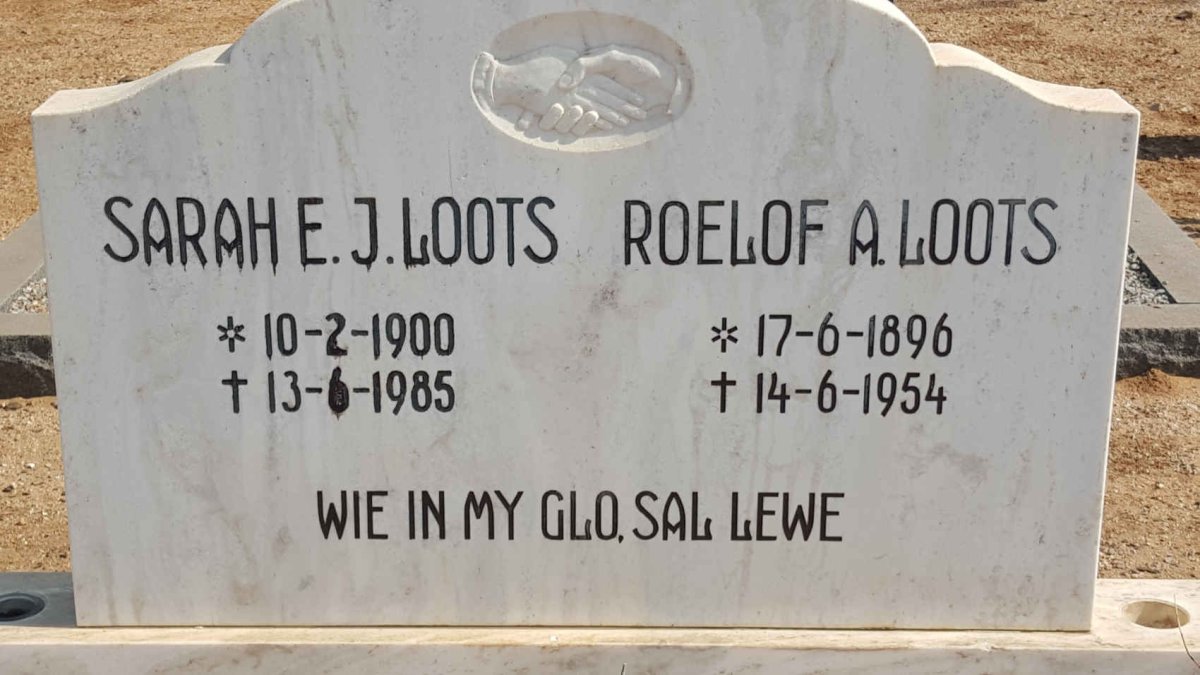 SARAH E. J. LOOTS
* 10-2-1900
† 13-6-1985
ROELOF A. LOOTS
* 17-6-1896
† 14-6-1954
WIE IN MY GLO, SAL LEWE